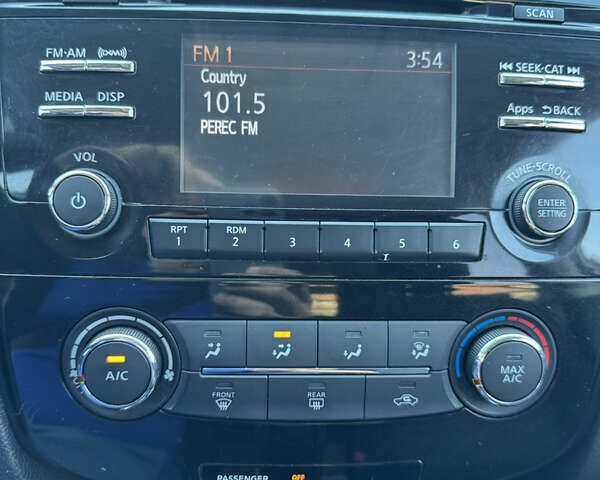 SCAN
FM·AM (((XM)))
FM 1 3:54
Country
101.5
PEREC FM
SEEK·CAT
MEDIA DISP
Apps BACK
VOL
TUNE·SCROLL
ENTER
SETTING
RPT RDM
1 2 3 4 5 6
A/C
MAX
A/C
FRONT REAR
PASSENGER OFF